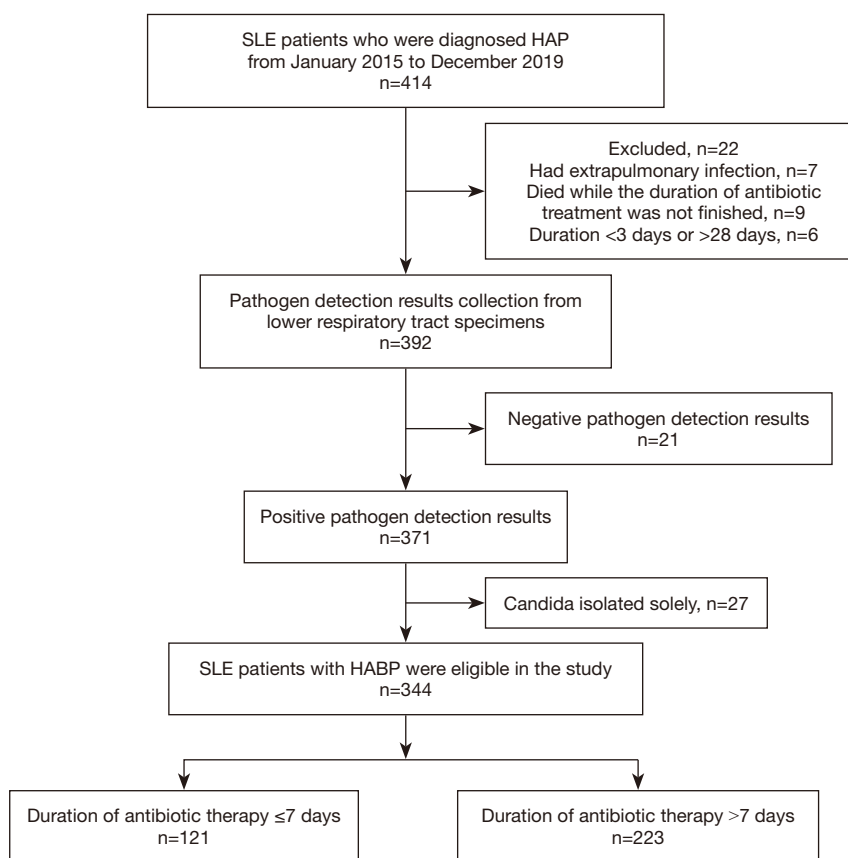 SLE patients who were diagnosed HAP
from January 2015 to December 2019
n=414
Excluded, n=22
Had extrapulmonary infection, n=7
Died while the duration of antibiotic
treatment was not finished, n=9
Duration <3 days or >28 days, n=6
Pathogen detection results collection from
lower respiratory tract specimens
n=392
Negative pathogen detection results
n=21
Positive pathogen detection results
n=371
Candida isolated solely, n=27
SLE patients with HABP were eligible in the study
n=344
Duration of antibiotic therapy ≤7 days
n=121
Duration of antibiotic therapy >7 days
n=223